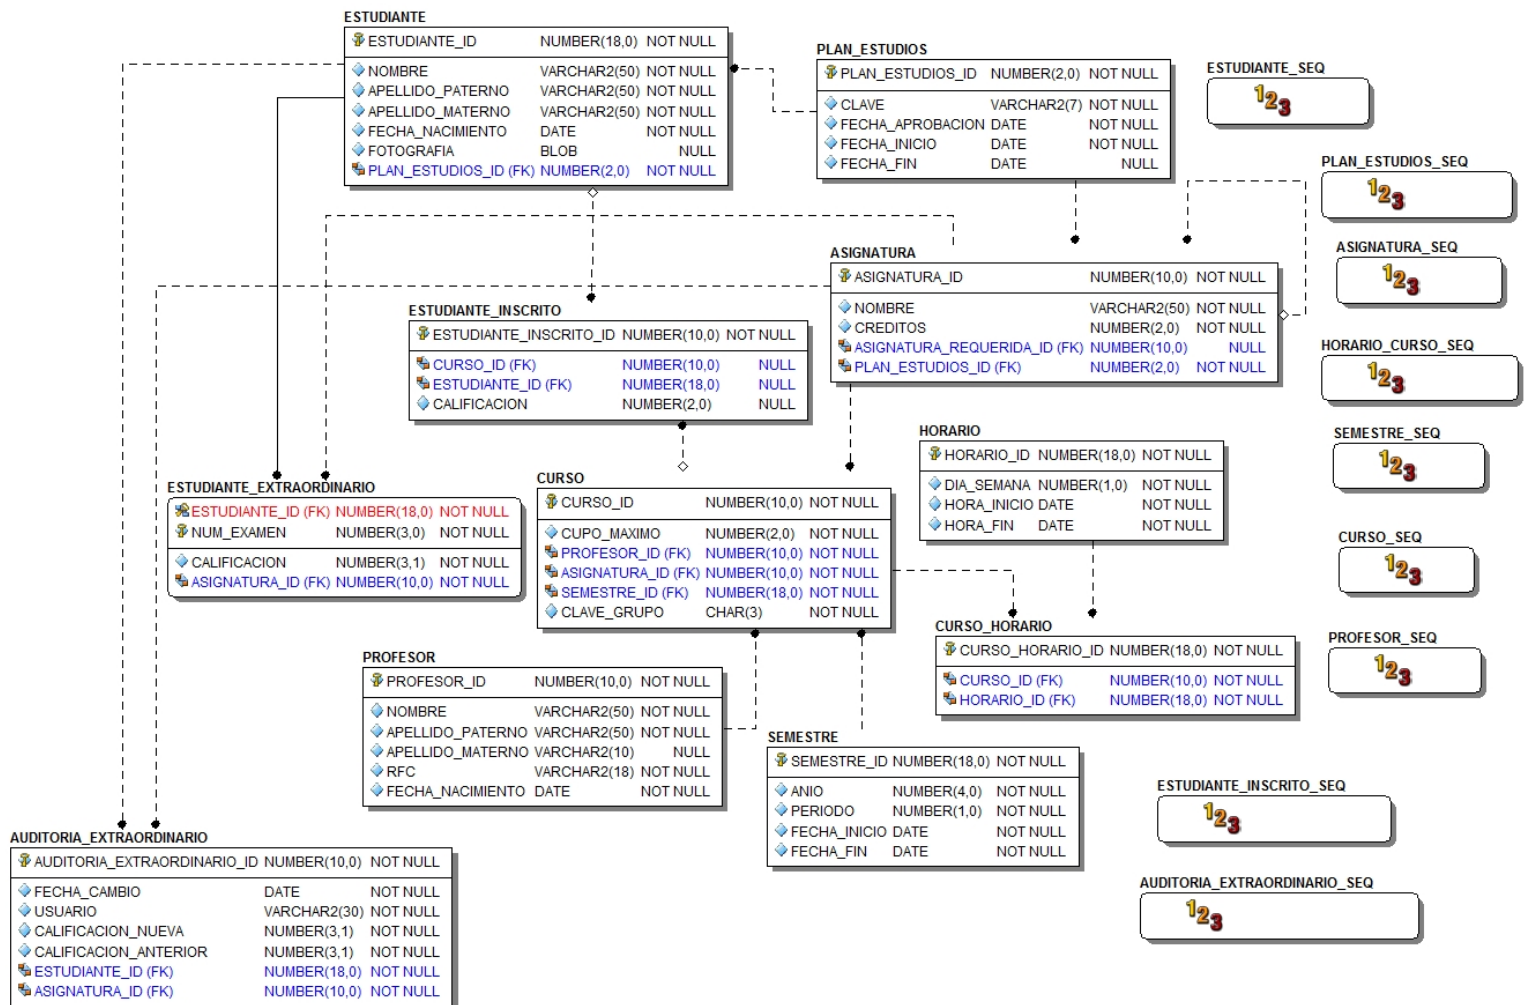 ESTUDIANTE
ESTUDIANTE_ID NUMBER(18,0) NOT NULL
NOMBRE VARCHAR2(50) NOT NULL
APELLIDO_PATERNO VARCHAR2(50) NOT NULL
APELLIDO_MATERNO VARCHAR2(50) NOT NULL
FECHA_NACIMIENTO DATE NOT NULL
FOTOGRAFIA BLOB NULL
PLAN_ESTUDIOS_ID (FK) NUMBER(2,0) NOT NULL
PLAN_ESTUDIOS
PLAN_ESTUDIOS_ID NUMBER(2,0) NOT NULL
CLAVE VARCHAR2(7) NOT NULL
FECHA_APROBACION DATE NOT NULL
FECHA_INICIO DATE NOT NULL
FECHA_FIN DATE NULL
ESTUDIANTE_SEQ
123
PLAN_ESTUDIOS_SEQ
123
ASIGNATURA_SEQ
123
ASIGNATURA
ASIGNATURA_ID NUMBER(10,0) NOT NULL
NOMBRE VARCHAR2(50) NOT NULL
CREDITOS NUMBER(2,0) NOT NULL
ASIGNATURA_REQUERIDA_ID (FK) NUMBER(10,0) NULL
PLAN_ESTUDIOS_ID (FK) NUMBER(2,0) NOT NULL
ESTUDIANTE_INSCRITO
ESTUDIANTE_INSCRITO_ID NUMBER(10,0) NOT NULL
CURSO_ID (FK) NUMBER(10,0) NULL
ESTUDIANTE_ID (FK) NUMBER(18,0) NULL
CALIFICACION NUMBER(2,0) NULL
HORARIO_CURSO_SEQ
123
SEMESTRE_SEQ
123
HORARIO
HORARIO_ID NUMBER(18,0) NOT NULL
DIA_SEMANA NUMBER(1,0) NOT NULL
HORA_INICIO DATE NOT NULL
HORA_FIN DATE NOT NULL
ESTUDIANTE_EXTRAORDINARIO
ESTUDIANTE_ID (FK) NUMBER(18,0) NOT NULL
NUM_EXAMEN NUMBER(3,0) NOT NULL
CALIFICACION NUMBER(3,1) NOT NULL
ASIGNATURA_ID (FK) NUMBER(10,0) NOT NULL
CURSO
CURSO_ID NUMBER(10,0) NOT NULL
CUPO_MAXIMO NUMBER(2,0) NOT NULL
PROFESOR_ID (FK) NUMBER(10,0) NOT NULL
ASIGNATURA_ID (FK) NUMBER(10,0) NOT NULL
SEMESTRE_ID (FK) NUMBER(18,0) NOT NULL
CLAVE_GRUPO CHAR(3) NOT NULL
CURSO_SEQ
123
CURSO_HORARIO
CURSO_HORARIO_ID NUMBER(18,0) NOT NULL
CURSO_ID (FK) NUMBER(10,0) NOT NULL
HORARIO_ID (FK) NUMBER(18,0) NOT NULL
PROFESOR_SEQ
123
PROFESOR
PROFESOR_ID NUMBER(10,0) NOT NULL
NOMBRE VARCHAR2(50) NOT NULL
APELLIDO_PATERNO VARCHAR2(50) NOT NULL
APELLIDO_MATERNO VARCHAR2(10) NULL
RFC VARCHAR2(18) NOT NULL
FECHA_NACIMIENTO DATE NOT NULL
SEMESTRE
SEMESTRE_ID NUMBER(18,0) NOT NULL
ANIO NUMBER(4,0) NOT NULL
PERIODO NUMBER(1,0) NOT NULL
FECHA_INICIO DATE NOT NULL
FECHA_FIN DATE NOT NULL
ESTUDIANTE_INSCRITO_SEQ
123
AUDITORIA_EXTRAORDINARIO
AUDITORIA_EXTRAORDINARIO_ID NUMBER(10,0) NOT NULL
FECHA_CAMBIO DATE NOT NULL
USUARIO VARCHAR2(30) NOT NULL
CALIFICACION_NUEVA NUMBER(3,1) NOT NULL
CALIFICACION_ANTERIOR NUMBER(3,1) NOT NULL
ESTUDIANTE_ID (FK) NUMBER(18,0) NOT NULL
ASIGNATURA_ID (FK) NUMBER(10,0) NOT NULL
AUDITORIA_EXTRAORDINARIO_SEQ
123